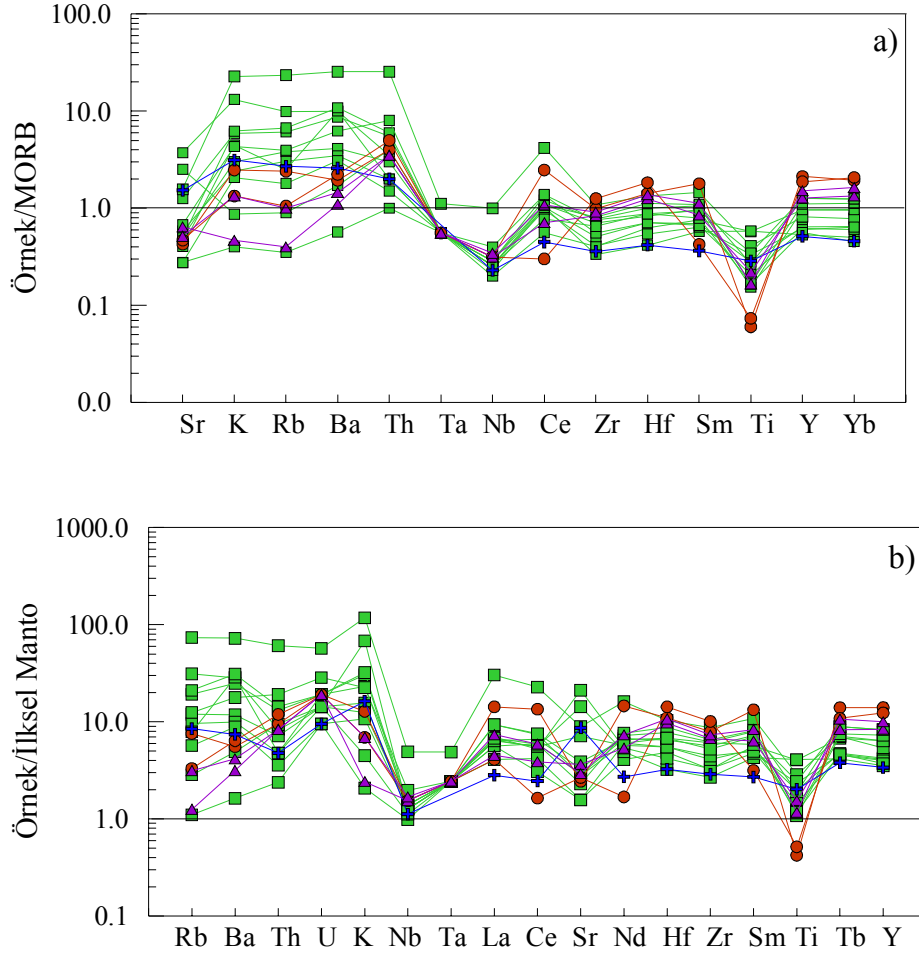 100.0
a)
10.0
1.0
0.1
0.0
Örnek/MORB
Sr K Rb Ba Th Ta Nb Ce Zr Hf Sm Ti Y Yb
1000.0
b)
100.0
10.0
1.0
0.1
Örnek/İlksel Manto
Rb Ba Th U K Nb Ta La Ce Sr Nd Hf Zr Sm Ti Tb Y